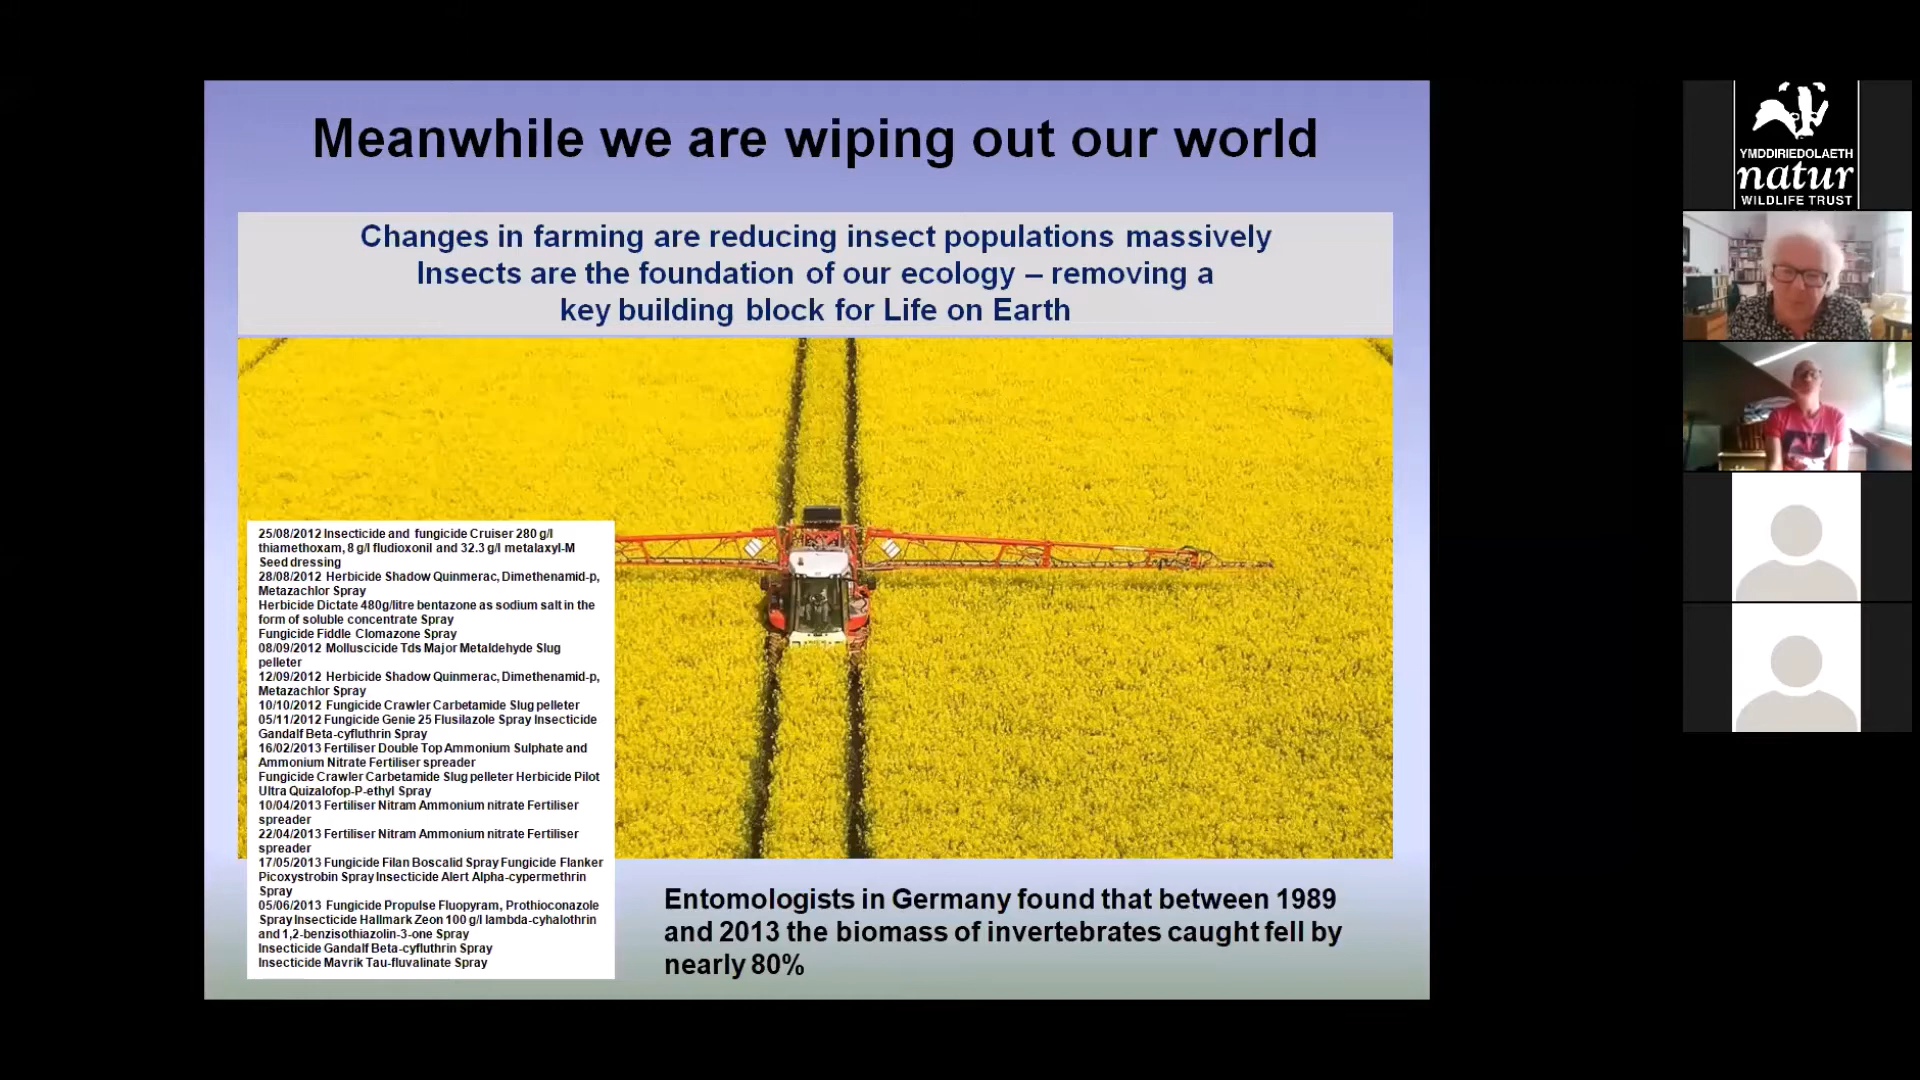 Meanwhile we are wiping out our world
Changes in farming are reducing insect populations massively
Insects are the foundation of our ecology – removing a
key building block for Life on Earth
25/08/2012 Insecticide and fungicide Cruiser 280 g/l
thiamethoxam, 8 g/l fludioxonil and 32.3 g/l metalaxyl-M
Seed dressing
28/08/2012 Herbicide Shadow Quinmerac, Dimethenamid-p,
Metazachlor Spray
Herbicide Dictate 480g/litre bentazone as sodium salt in the
form of soluble concentrate Spray
Fungicide Fiddle Clomazone Spray
08/09/2012 Molluscicide Tds Major Metaldehyde Slug
pelleter
12/09/2012 Herbicide Shadow Quinmerac, Dimethenamid-p,
Metazachlor Spray
10/10/2012 Fungicide Crawler Carbetamide Slug pelleter
05/11/2012 Fungicide Genie 25 Flusilazole Spray Insecticide
Gandalf Beta-cyfluthrin Spray
16/02/2013 Fertiliser Double Top Ammonium Sulphate and
Ammonium Nitrate Fertiliser spreader
Fungicide Crawler Carbetamide Slug pelleter Herbicide Pilot
Ultra Quizalofop-P-ethyl Spray
10/04/2013 Fertiliser Nitram Ammonium nitrate Fertiliser
spreader
22/04/2013 Fertiliser Nitram Ammonium nitrate Fertiliser
spreader
17/05/2013 Fungicide Filan Boscalid Spray Fungicide Flanker
Picoxystrobin Spray Insecticide Alert Alpha-cypermethrin
Spray
05/06/2013 Fungicide Propulse Fluopyram, Prothioconazole
Spray Insecticide Hallmark Zeon 100 g/l lambda-cyhalothrin
and 1,2-benzisothiazolin-3-one Spray
Insecticide Gandalf Beta-cyfluthrin Spray
Insecticide Mavrik Tau-fluvalinate Spray
Entomologists in Germany found that between 1989
and 2013 the biomass of invertebrates caught fell by
nearly 80%
YMDDIRIEDOLAETH
natur
WILDLIFE TRUST